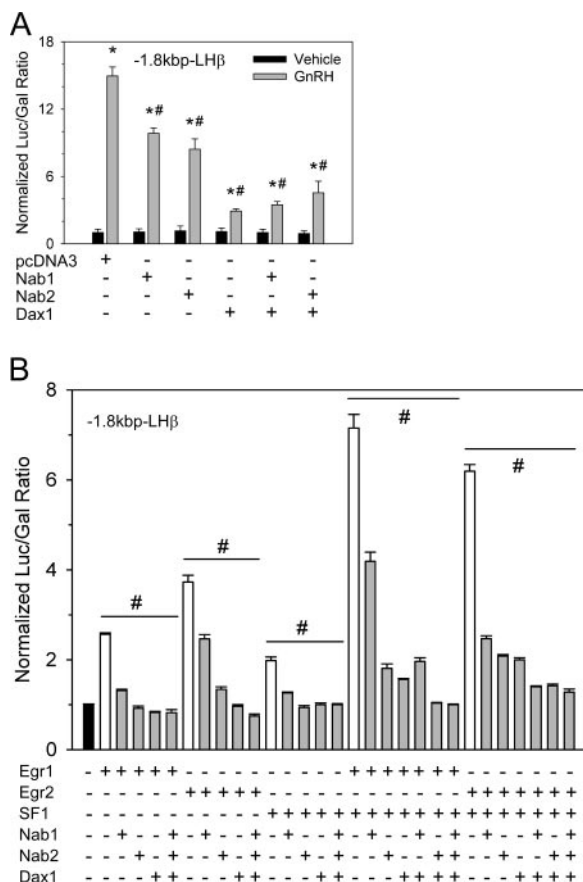 A
18
12
6
0
Normalized Luc/Gal Ratio
-1.8kbp-LHβ
Vehicle
GnRH
*
*#
*#
*#
*#
*#
pcDNA3 + - - - - -
Nab1 - + - - + -
Nab2 - - + - - +
Dax1 - - - + + +
B
8
6
4
2
0
Normalized Luc/Gal Ratio
-1.8kbp-LHβ
#
#
#
#
#
Egr1 - + + + + + - - - - - - - - - - + + + + + + + - - - - - - -
Egr2 - - - - - - + + + + + - - - - - - - - - - - - + + + + + + +
SF1 - - - - - - - - - - - + + + + + + + + + + + + + + + + + + +
Nab1 - - + - - + - + - - + - + - - + - + - - + - + - + - - + - +
Nab2 - - - + - + - - + - + - - + - + - - + - - + + - - + - - + +
Dax1 - - - - + + - - - + + - - - + + - - - + + + + - - - + + + +